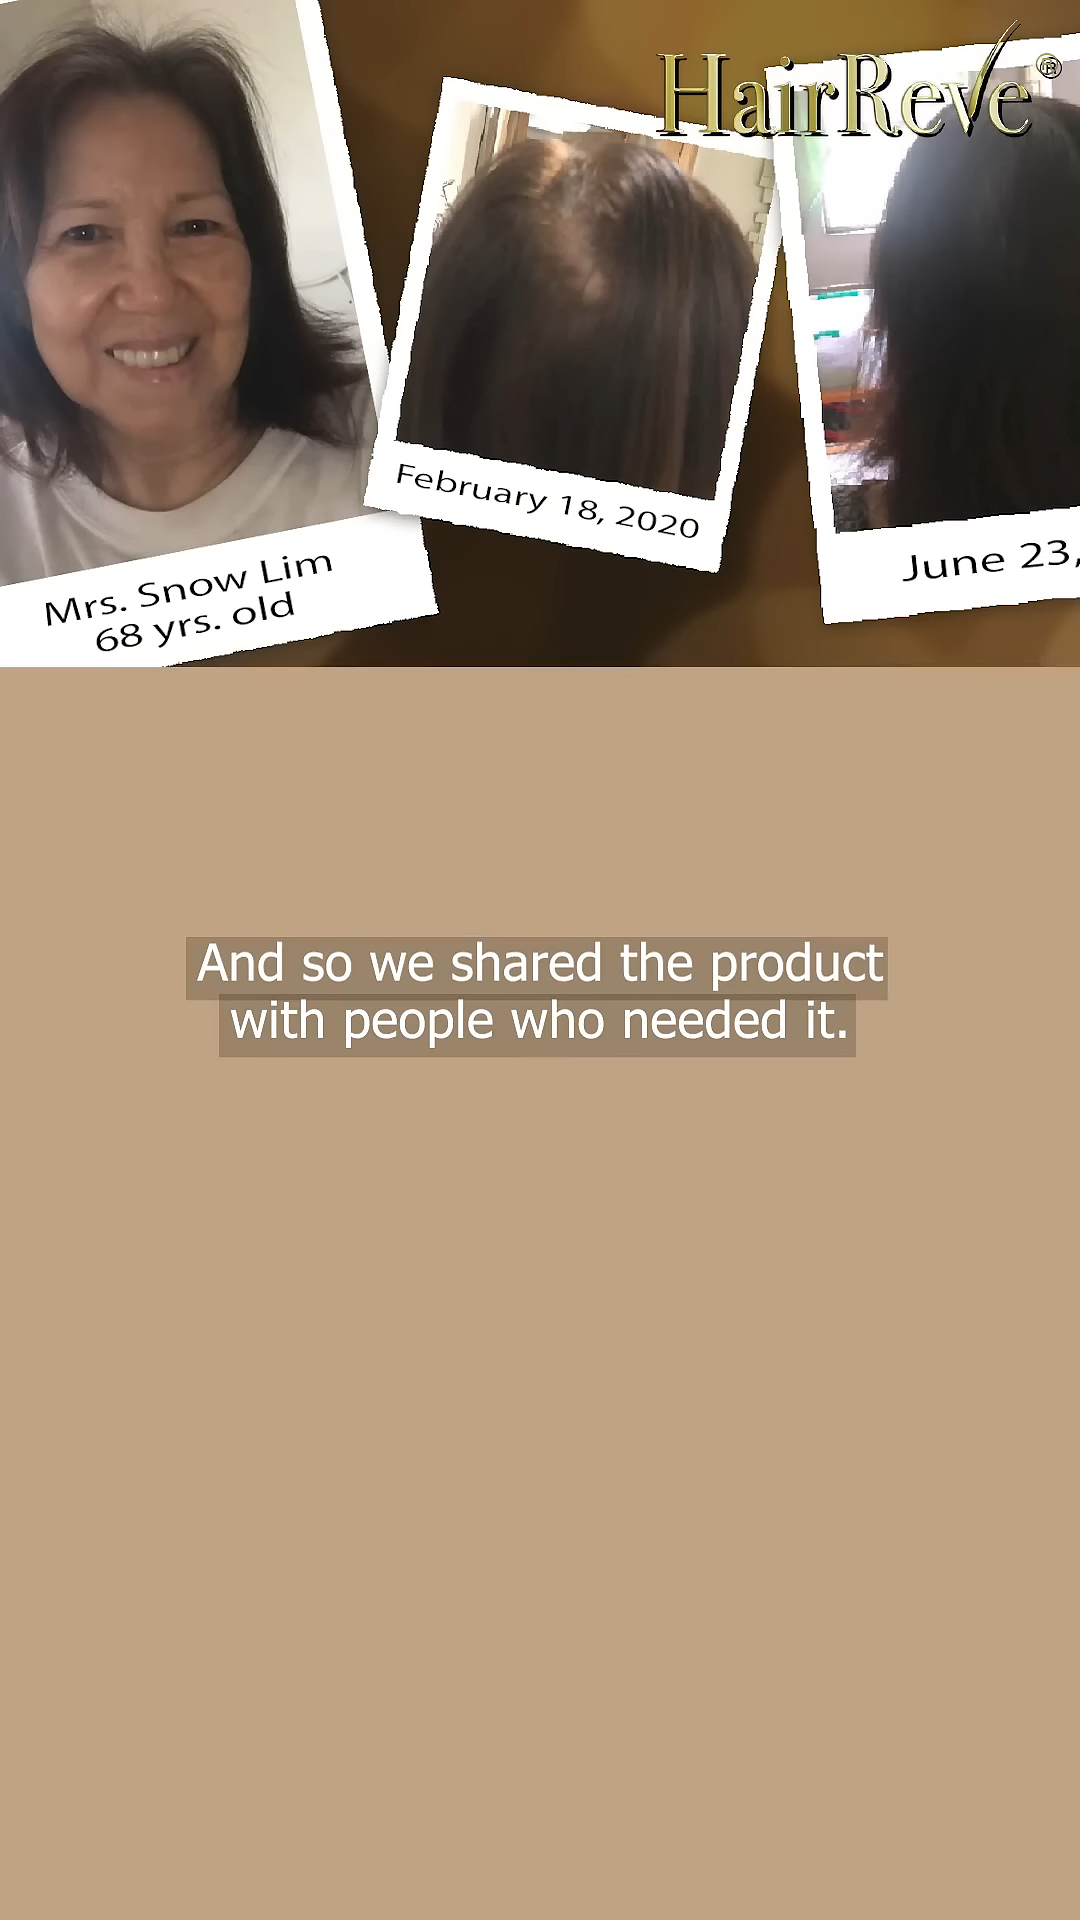 HairReve®
Mrs. Snow Lim
68 yrs. old
February 18, 2020
June 23,
And so we shared the product
with people who needed it.